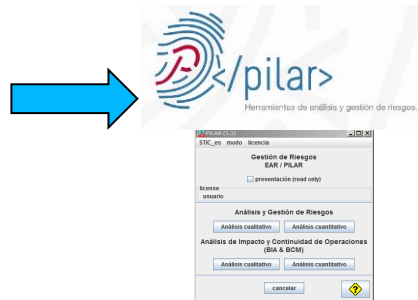 </pilar>
Herramientas de análisis y gestión de riesgos.
PILAR (5.3)
STIC_es modo licencia
Gestión de Riesgos
EAR / PILAR
presentación (read only)
license
usuario
Análisis y Gestión de Riesgos
Análisis cualitativo Análisis cuantitativo
Análisis de Impacto y Continuidad de Operaciones
(BIA & BCM)
Análisis cualitativo Análisis cuantitativo
cancelar ?